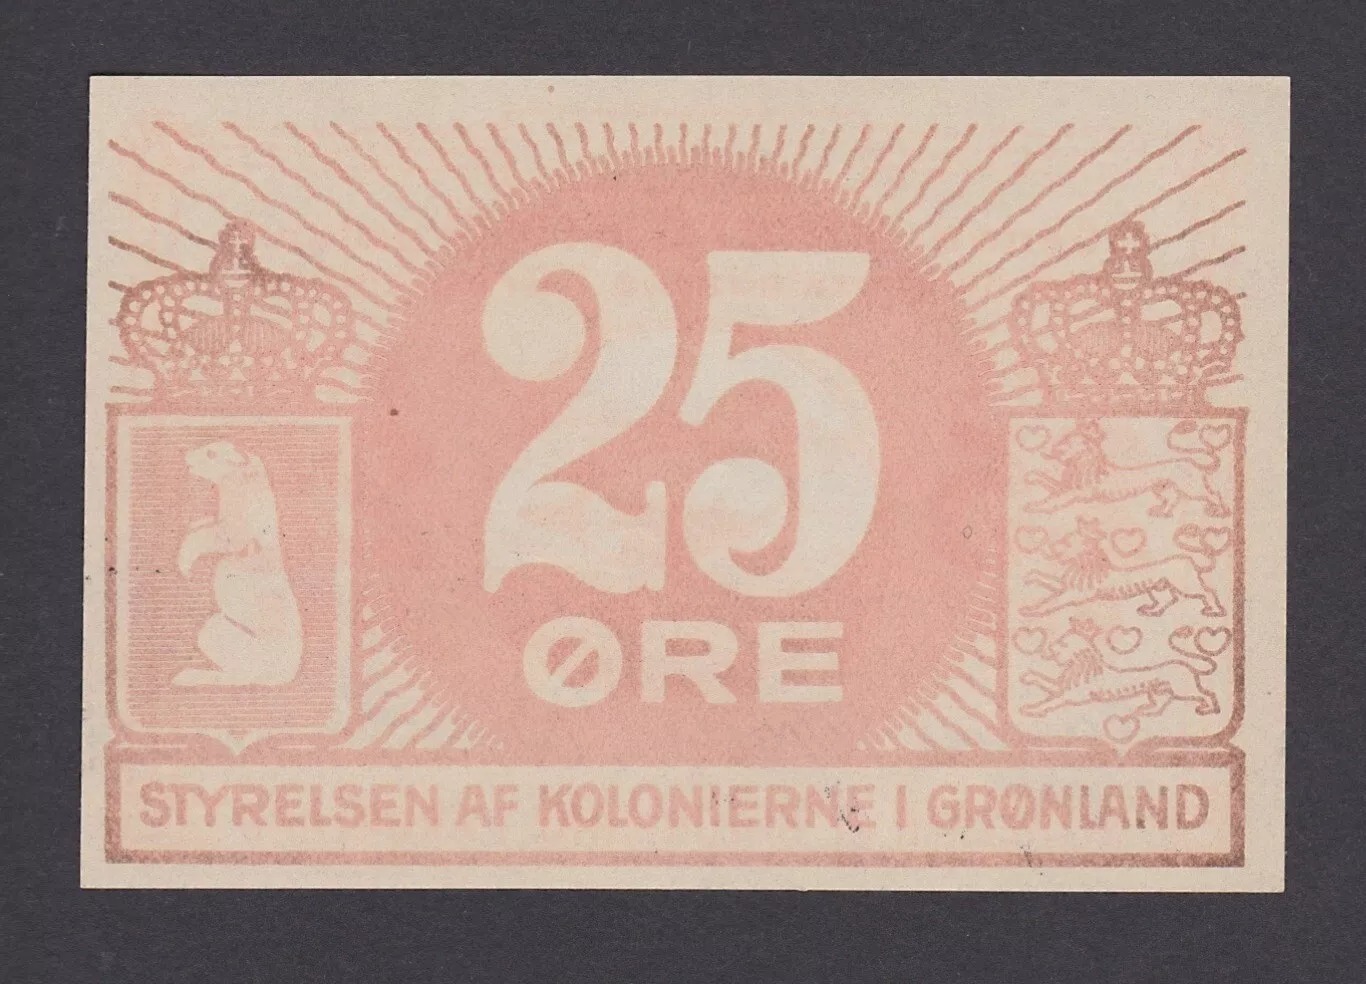 25
ØRE
STYRELSEN AF KOLONIERNE I GRØNLAND